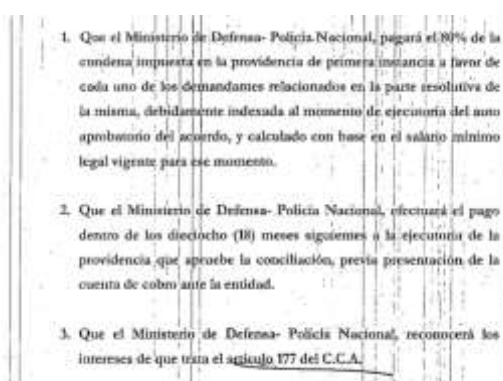 1. Que el Ministerio de Defensa- Policía Nacional, pagará el 80% de la
condena impuesta en la providencia de primera instancia a favor de
cada uno de los demandantes relacionados en la parte resolutiva de
la misma, debidamente indexada al momento de ejecutoria del auto
aprobatorio del acuerdo, y calculado con base en el salario mínimo
legal vigente para ese momento.
2. Que el Ministerio de Defensa- Policía Nacional, efectuará el pago
dentro de los dieciocho (18) meses siguientes a la ejecutoria de la
providencia que apruebe la conciliación, previa presentación de la
cuenta de cobro ante la entidad.
3. Que el Ministerio de Defensa- Policía Nacional, reconocerá los
intereses de que trata el artículo 177 del C.C.A.